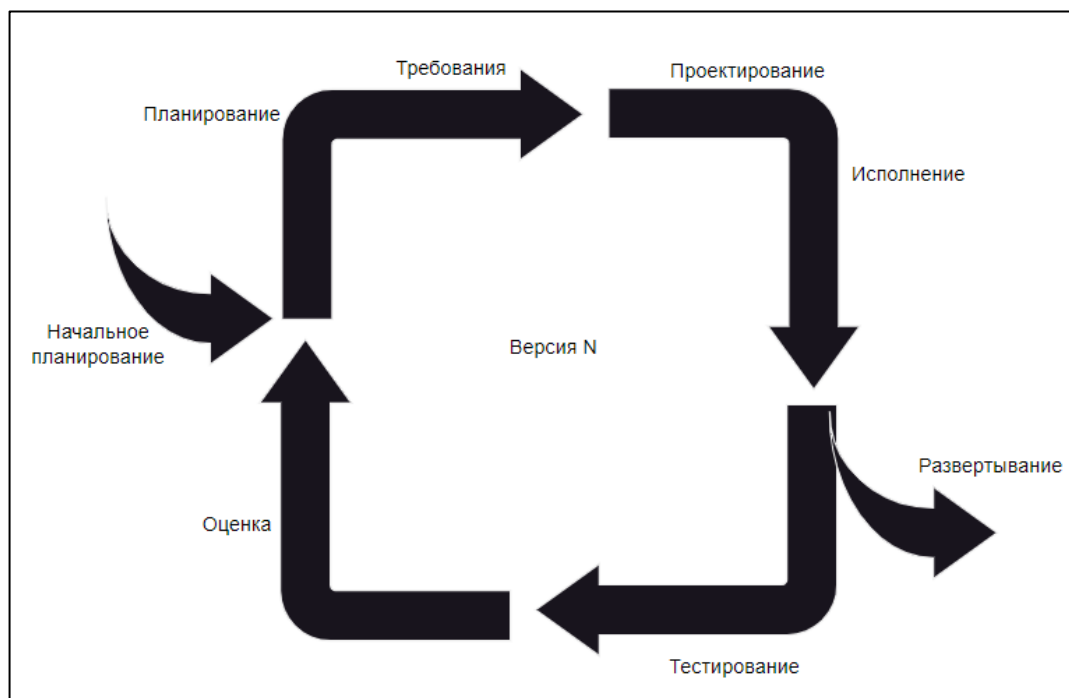 Требования
Проектирование
Планирование
Исполнение
Начальное
планирование
Версия N
Развертывание
Оценка
Тестирование